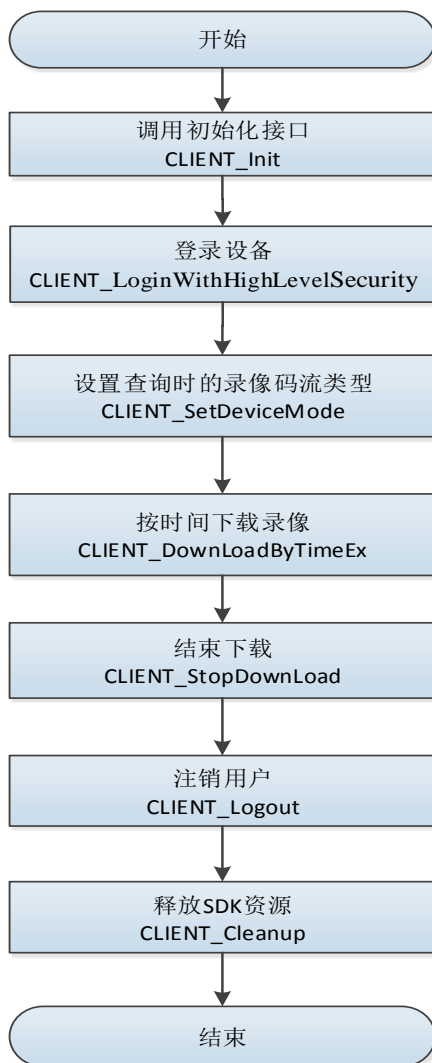 开始
调用初始化接口
CLIENT_Init
登录设备
CLIENT_LoginWithHighLevelSecurity
设置查询时的录像码流类型
CLIENT_SetDeviceMode
按时间下载录像
CLIENT_DownLoadByTimeEx
结束下载
CLIENT_StopDownLoad
注销用户
CLIENT_Logout
释放SDK资源
CLIENT_Cleanup
结束